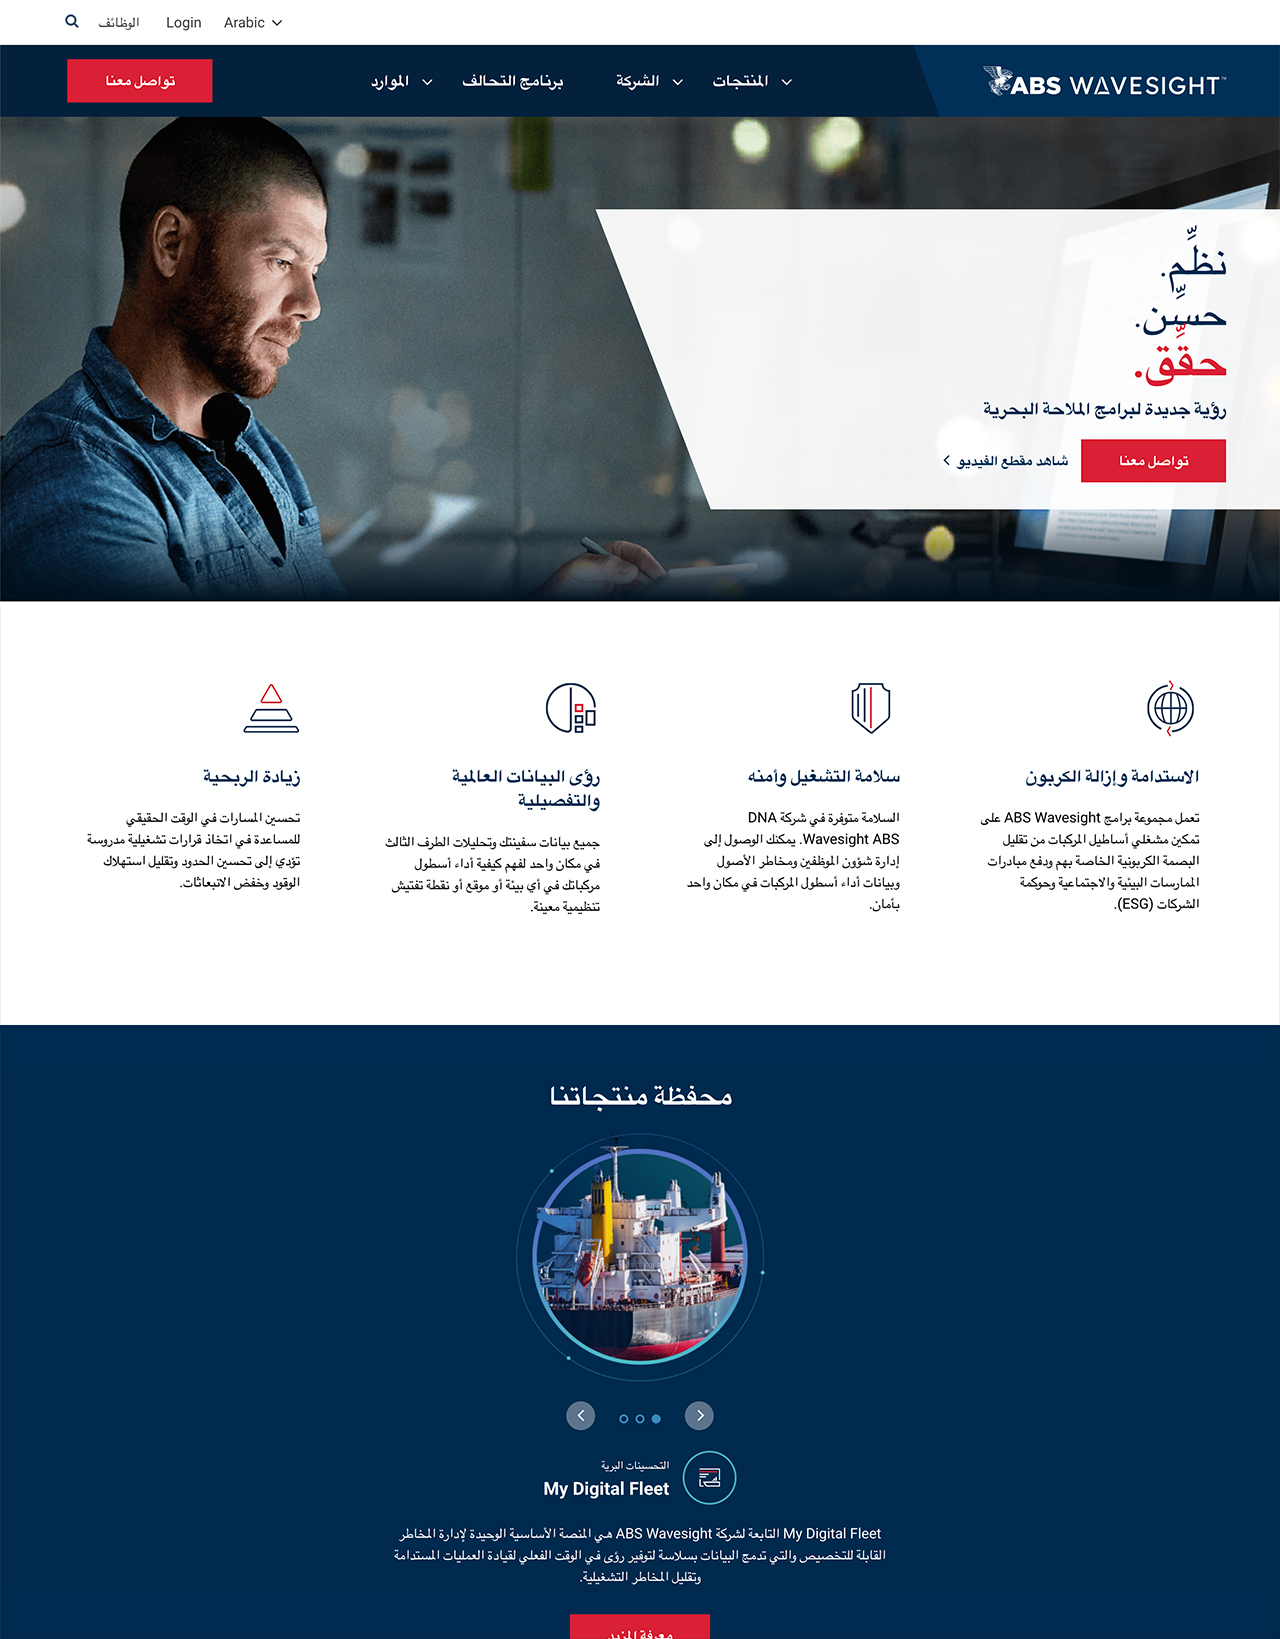 Arabic
Login
الوظائف
ABS WAVESIGHT™
المنتجات
الشركة
برنامج التحالف
الموارد
تواصل معنا
نظِّم.
حسِّن.
حقِّق.
رؤية جديدة لبرامج الملاحة البحرية
تواصل معنا
شاهد مقطع الفيديو
الاستدامة وإزالة الكربون
تعمل مجموعة برامج ABS Wavesight على
تمكين مشغلي أساطيل المركبات من تقليل
البصمة الكربونية الخاصة بهم ودفع مبادرات
الممارسات البيئية والاجتماعية وحوكمة
الشركات (ESG).
سلامة التشغيل وأمنه
السلامة متوفرة في شركة DNA
Wavesight ABS. يمكنك الوصول إلى
إدارة شؤون الموظفين ومخاطر الأصول
وبيانات أداء أسطول المركبات في مكان واحد
بأمان.
رؤى البيانات العالمية
والتفصيلية
جميع بيانات سفينتك وتحليلات الطرف الثالث
في مكان واحد لفهم كيفية أداء أسطول
مركباتك في أي بيئة أو موقع أو نقطة تفتيش
تنظيمية معينة.
زيادة الربحية
تحسين المسارات في الوقت الحقيقي
للمساعدة في اتخاذ قرارات تشغيلية مدروسة
تؤدي إلى تحسين الحدود وتقليل استهلاك
الوقود وخفض الانبعاثات.
محفظة منتجاتنا
التحسينات البرية
My Digital Fleet
My Digital Fleet التابعة لشركة ABS Wavesight هي المنصة الأساسية الوحيدة لإدارة المخاطر
القابلة للتخصيص والتي تدمج البيانات بسلاسة لتوفير رؤى في الوقت الفعلي لقيادة العمليات المستدامة
وتقليل المخاطر التشغيلية.
معرفة المزيد